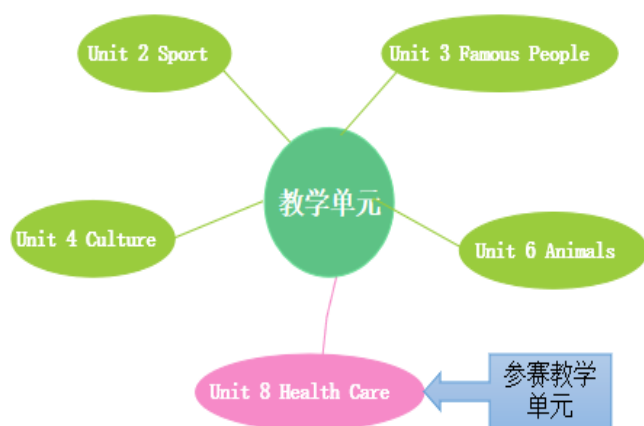 Unit 2 Sport
Unit 3 Famous People
教学单元
Unit 4 Culture
Unit 6 Animals
Unit 8 Health Care
参赛教学
单元